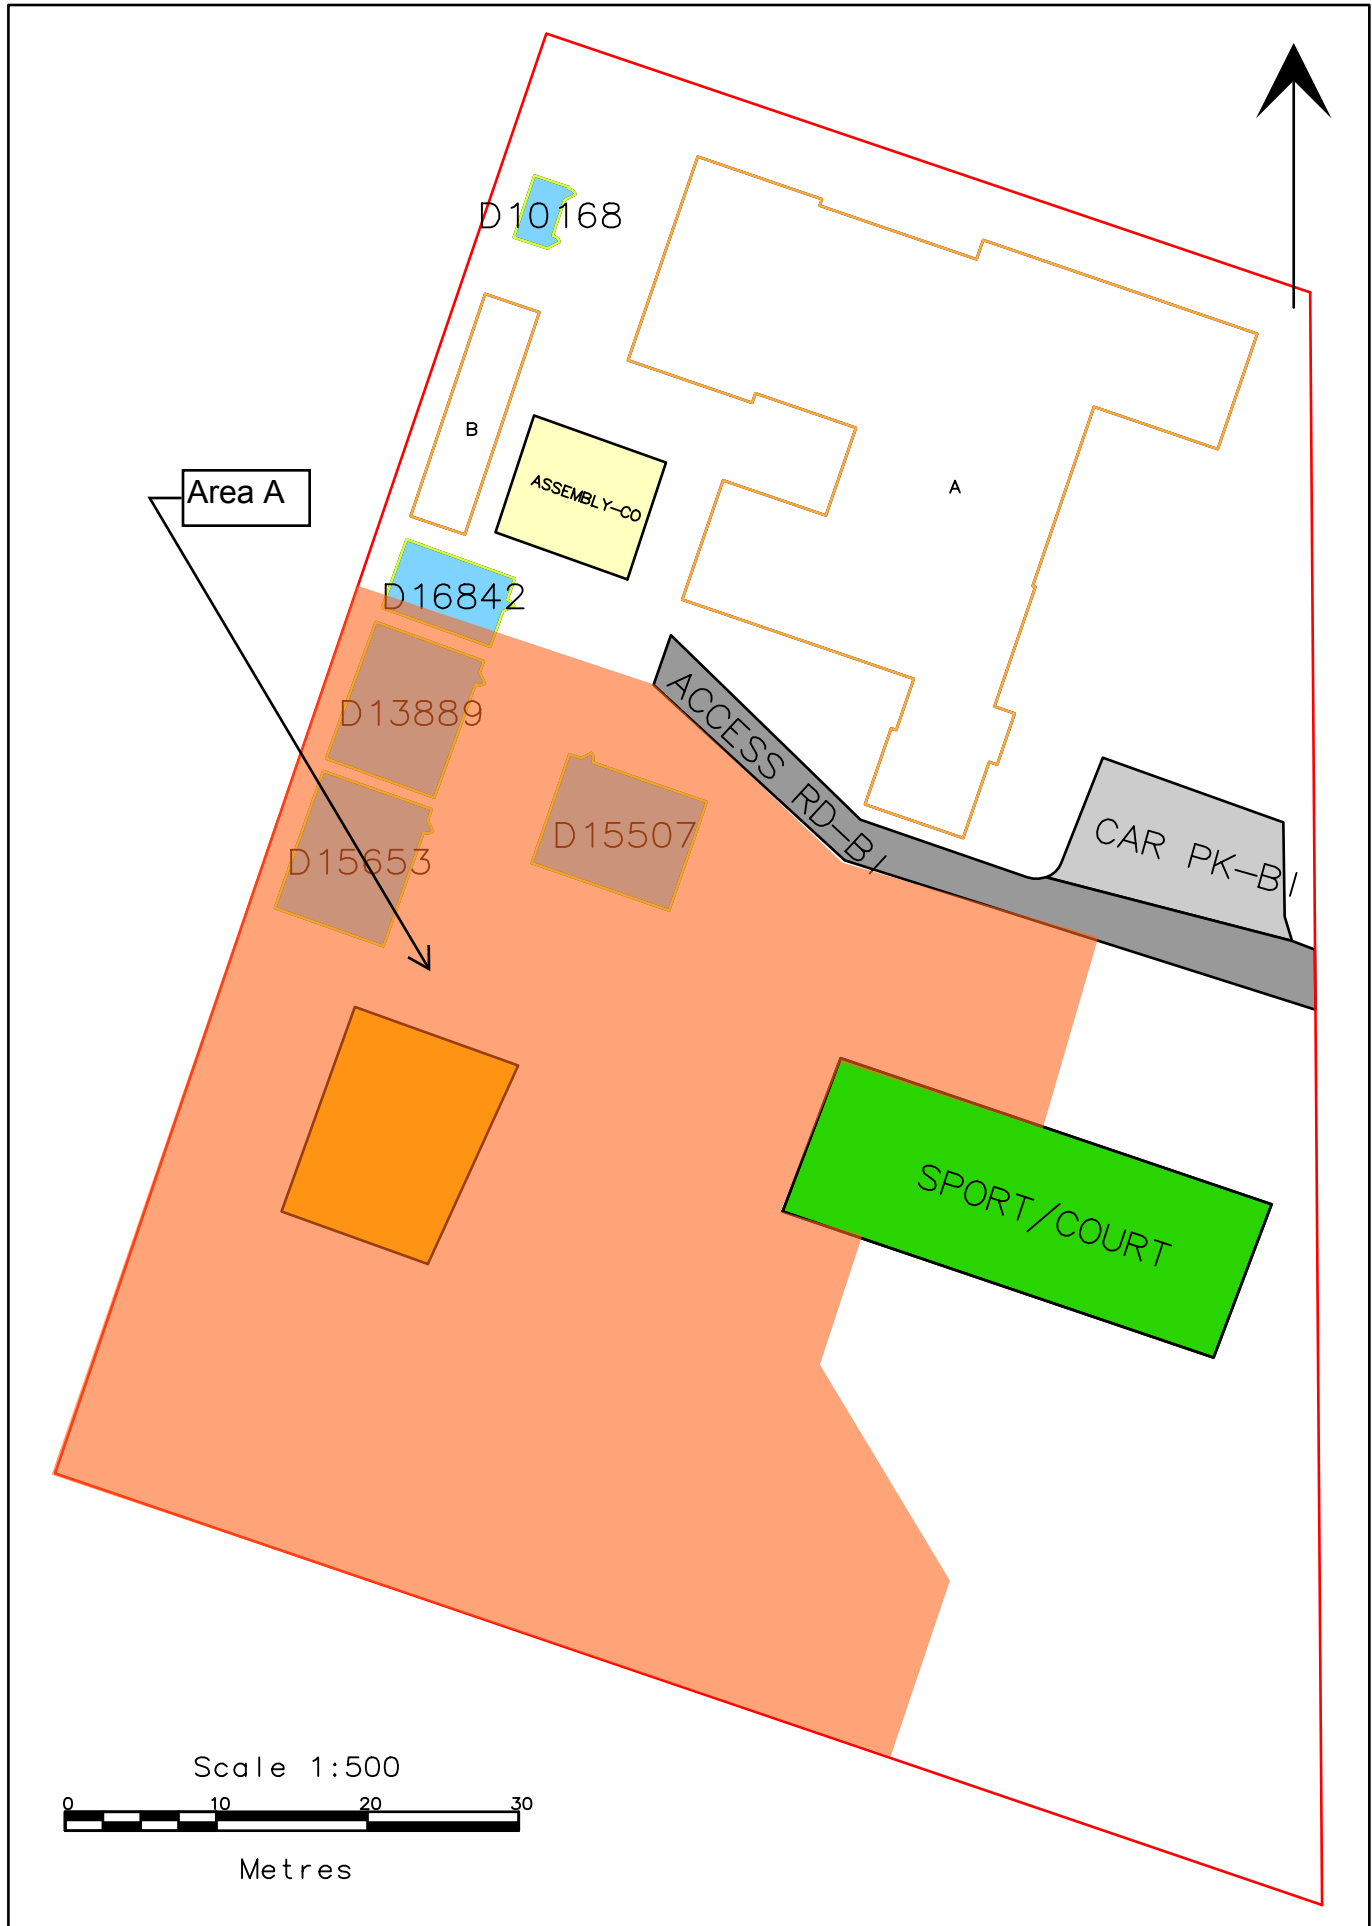 D10168
B
A
Area A
ASSEMBLY-CO
D16842
D13889
ACCESS RD-B/
D15507
D15653
CAR PK-B I
SPORT/COURT
Scale 1:500
0 10 20 30
Metres